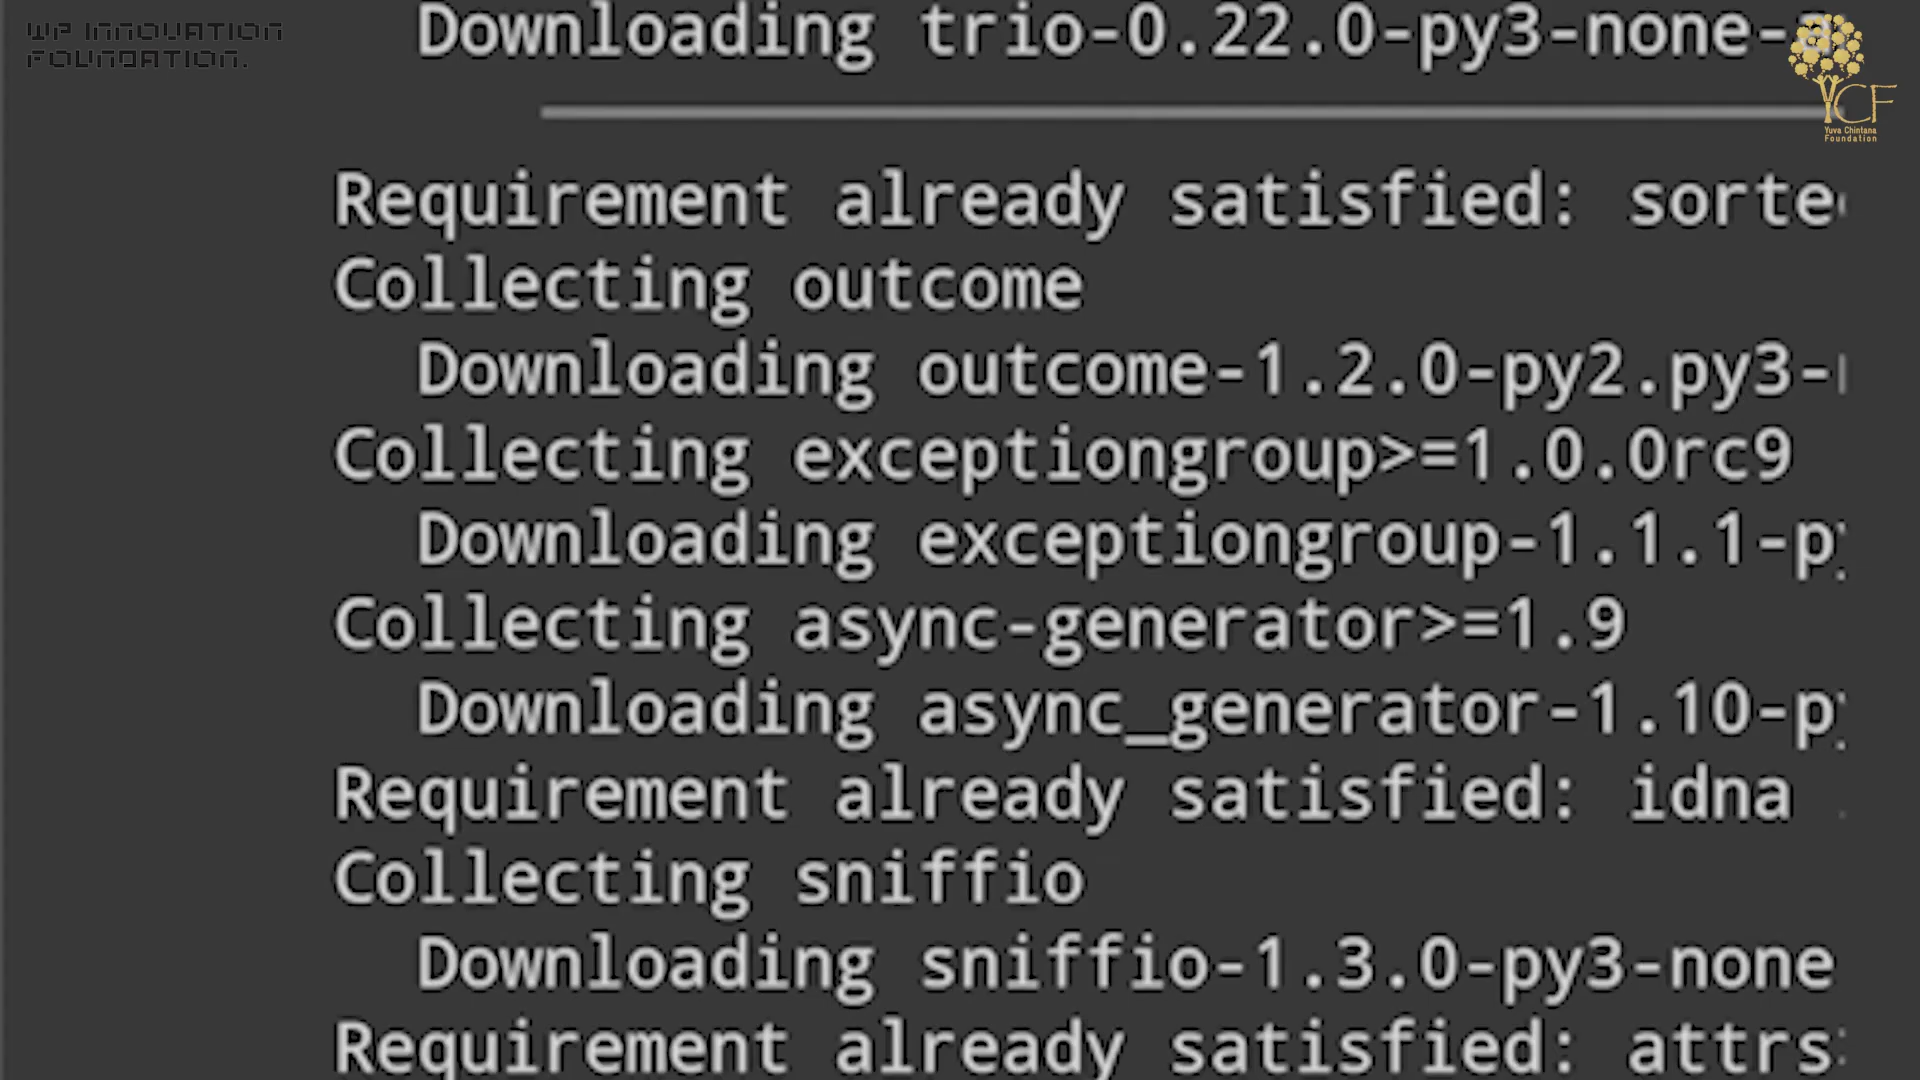 WP INNOVATION
FOUNDATION.
Downloading trio-0.22.0-py3-none-
YCF
Yuva Chintana
Foundation
Requirement already satisfied: sorte
Collecting outcome
Downloading outcome-1.2.0-py2.py3-
Collecting exceptiongroup>=1.0.0rc9
Downloading exceptiongroup-1.1.1-p
Collecting async-generator>=1.9
Downloading async_generator-1.10-p
Requirement already satisfied: idna
Collecting sniffio
Downloading sniffio-1.3.0-py3-none
Requirement already satisfied: attrs